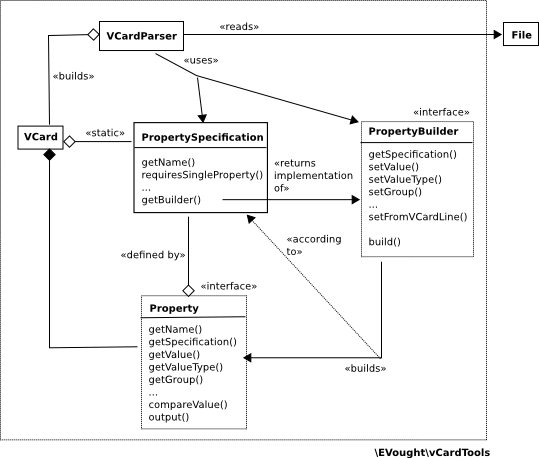 «reads»
VCardParser
File
«uses»
«builds»
«interface»
VCard
«static»
PropertySpecification
getName()
requiresSingleProperty()
...
getBuilder()
«returns
implementation
of»
PropertyBuilder
getSpecification()
setValue()
setValueType()
setGroup()
...
setFromVCardLine()
build()
«according
to»
«defined by»
«interface»
Property
getName()
getSpecification()
getValue()
getValueType()
getGroup()
...
compareValue()
output()
«builds»
\EVought\vCardTools